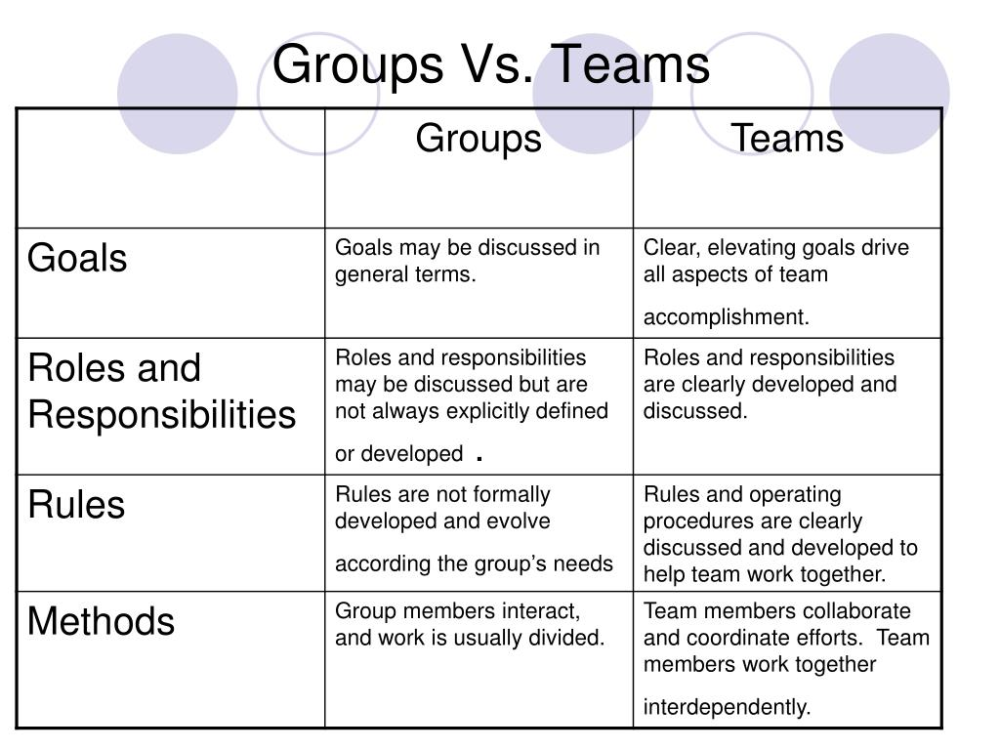 Groups Vs. Teams
Groups
Teams
Goals
Goals may be discussed in
general terms.
Clear, elevating goals drive
all aspects of team
accomplishment.
Roles and
Responsibilities
Roles and responsibilities
may be discussed but are
not always explicitly defined
or developed .
Roles and responsibilities
are clearly developed and
discussed.
Rules
Rules are not formally
developed and evolve
according the group’s needs
Rules and operating
procedures are clearly
discussed and developed to
help team work together.
Methods
Group members interact,
and work is usually divided.
Team members collaborate
and coordinate efforts. Team
members work together
interdependently.